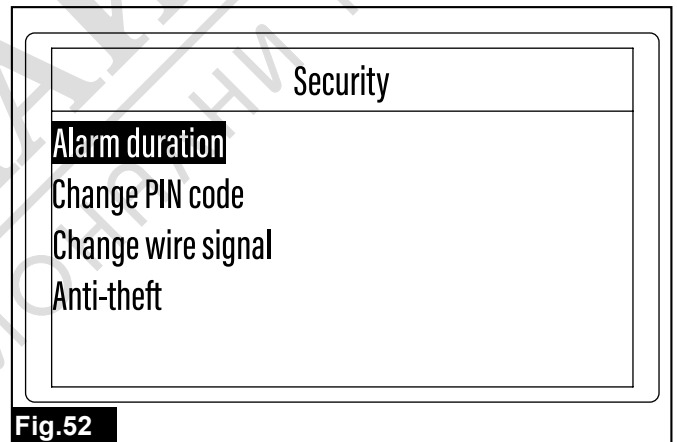 Security
Alarm duration
Change PIN code
Change wire signal
Anti-theft
Fig.52